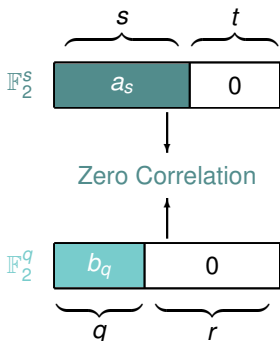 s t
𝔽₂ˢ aₛ 0
Zero Correlation
𝔽₂^q b_q 0
q r